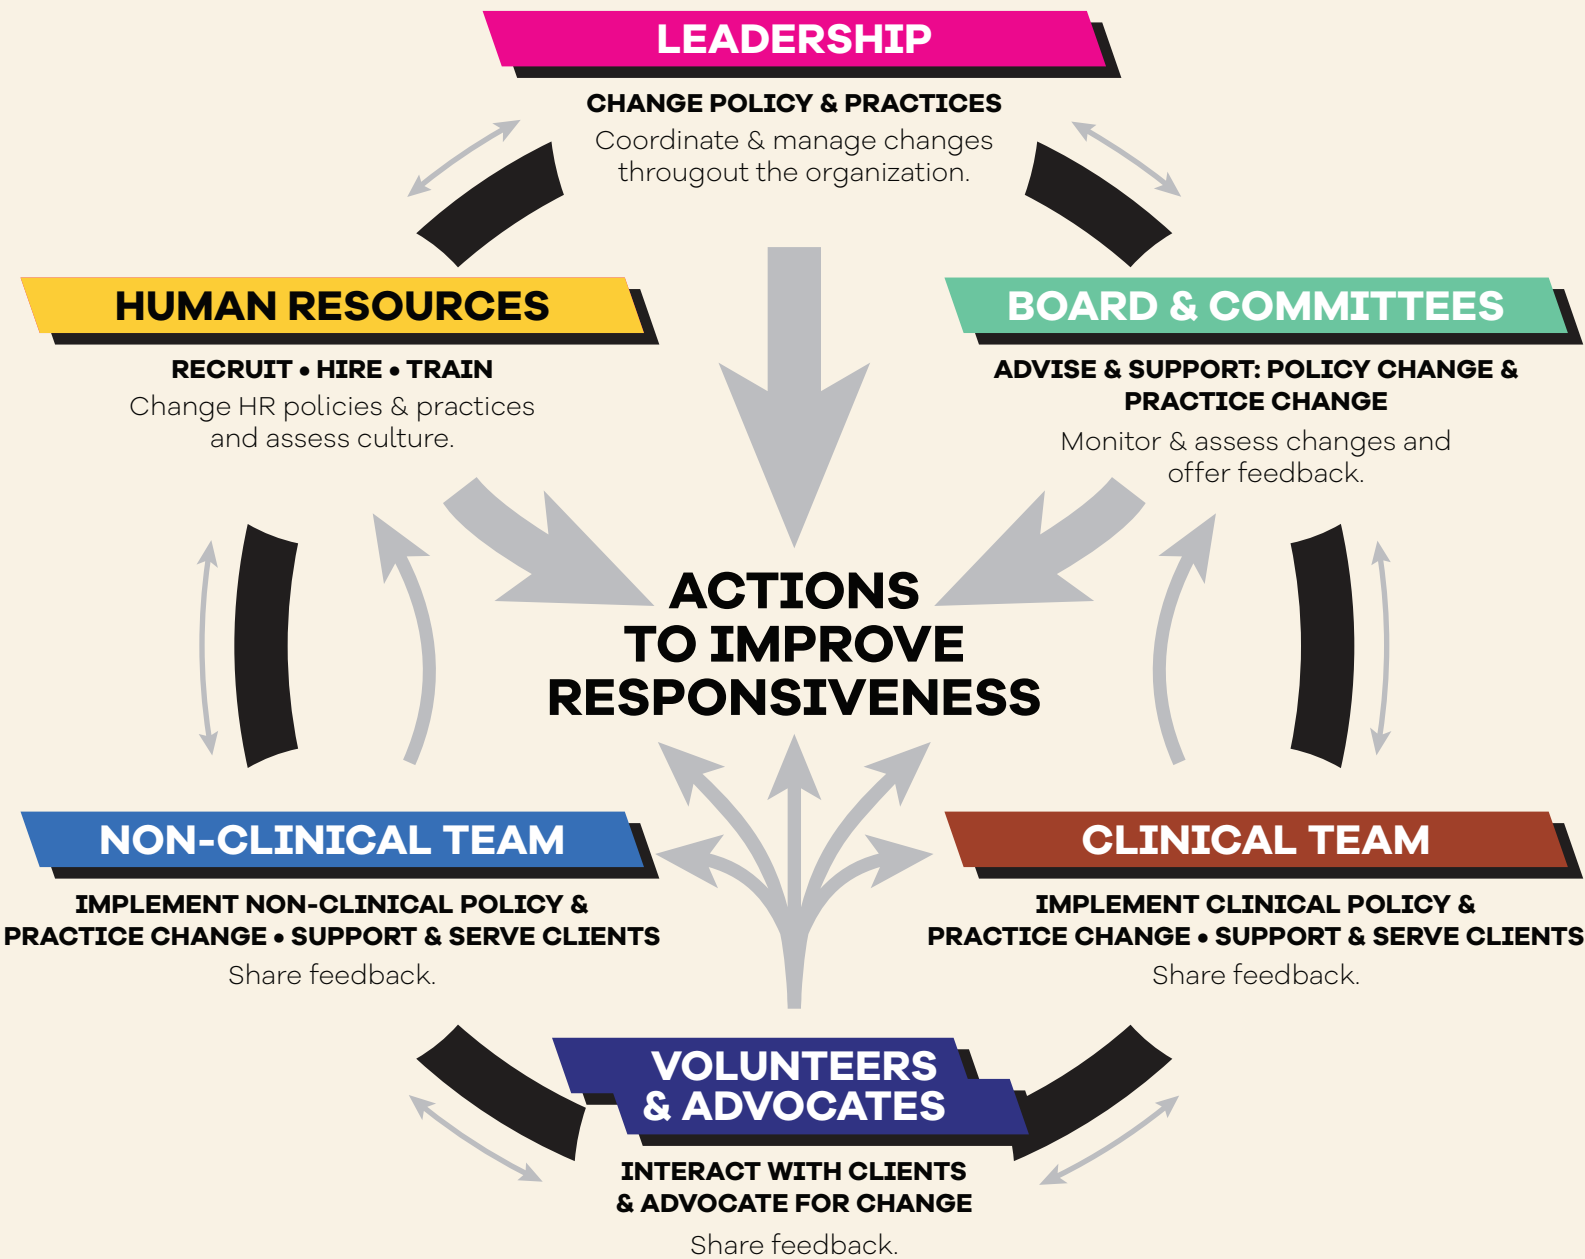 LEADERSHIP
CHANGE POLICY & PRACTICES
Coordinate & manage changes
througout the organization.
HUMAN RESOURCES
RECRUIT • HIRE • TRAIN
Change HR policies & practices
and assess culture.
BOARD & COMMITTEES
ADVISE & SUPPORT: POLICY CHANGE &
PRACTICE CHANGE
Monitor & assess changes and
offer feedback.
ACTIONS
TO IMPROVE
RESPONSIVENESS
NON-CLINICAL TEAM
IMPLEMENT NON-CLINICAL POLICY &
PRACTICE CHANGE • SUPPORT & SERVE CLIENTS
Share feedback.
CLINICAL TEAM
IMPLEMENT CLINICAL POLICY &
PRACTICE CHANGE • SUPPORT & SERVE CLIENTS
Share feedback.
VOLUNTEERS
& ADVOCATES
INTERACT WITH CLIENTS
& ADVOCATE FOR CHANGE
Share feedback.